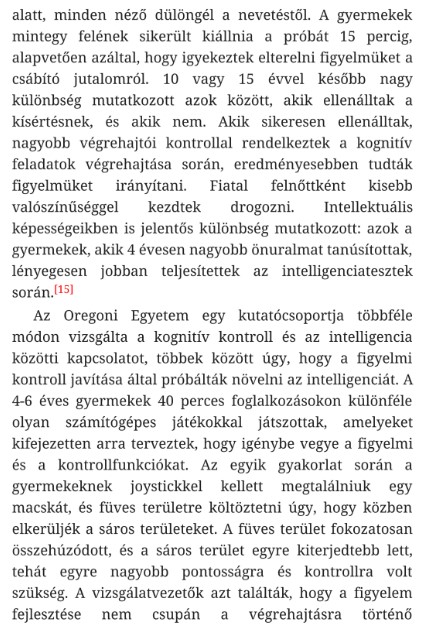 alatt, minden néző dülöngél a nevetéstől. A gyermekek
mintegy felének sikerült kiállnia a próbát 15 percig,
alapvetően azáltal, hogy igyekeztek elterelni figyelmüket a
csábító jutalomról. 10 vagy 15 évvel később nagy
különbség mutatkozott azok között, akik ellenálltak a
kísértésnek, és akik nem. Akik sikeresen ellenálltak,
nagyobb végrehajtói kontrollal rendelkeztek a kognitív
feladatok végrehajtása során, eredményesebben tudták
figyelmüket irányítani. Fiatal felnőttként kisebb
valószínűséggel kezdtek drogozni. Intellektuális
képességeikben is jelentős különbség mutatkozott: azok a
gyermekek, akik 4 évesen nagyobb önuralmat tanúsítottak,
lényegesen jobban teljesítettek az intelligenciatesztek
során.[15]
Az Oregoni Egyetem egy kutatócsoportja többféle
módon vizsgálta a kognitív kontroll és az intelligencia
közötti kapcsolatot, többek között úgy, hogy a figyelmi
kontroll javítása által próbálták növelni az intelligenciát. A
4-6 éves gyermekek 40 perces foglalkozásokon különféle
olyan számítógépes játékokkal játszottak, amelyeket
kifejezetten arra terveztek, hogy igénybe vegye a figyelmi
és a kontrollfunkciókat. Az egyik gyakorlat során a
gyermekeknek joystickkel kellett megtalálniuk egy
macskát, és füves területre költöztetni úgy, hogy közben
elkerüljék a sáros területeket. A füves terület fokozatosan
összehúzódott, és a sáros terület egyre kiterjedtebb lett,
tehát egyre nagyobb pontosságra és kontrollra volt
szükség. A vizsgálatvezetők azt találták, hogy a figyelem
fejlesztése nem csupán a végrehajtásra történő